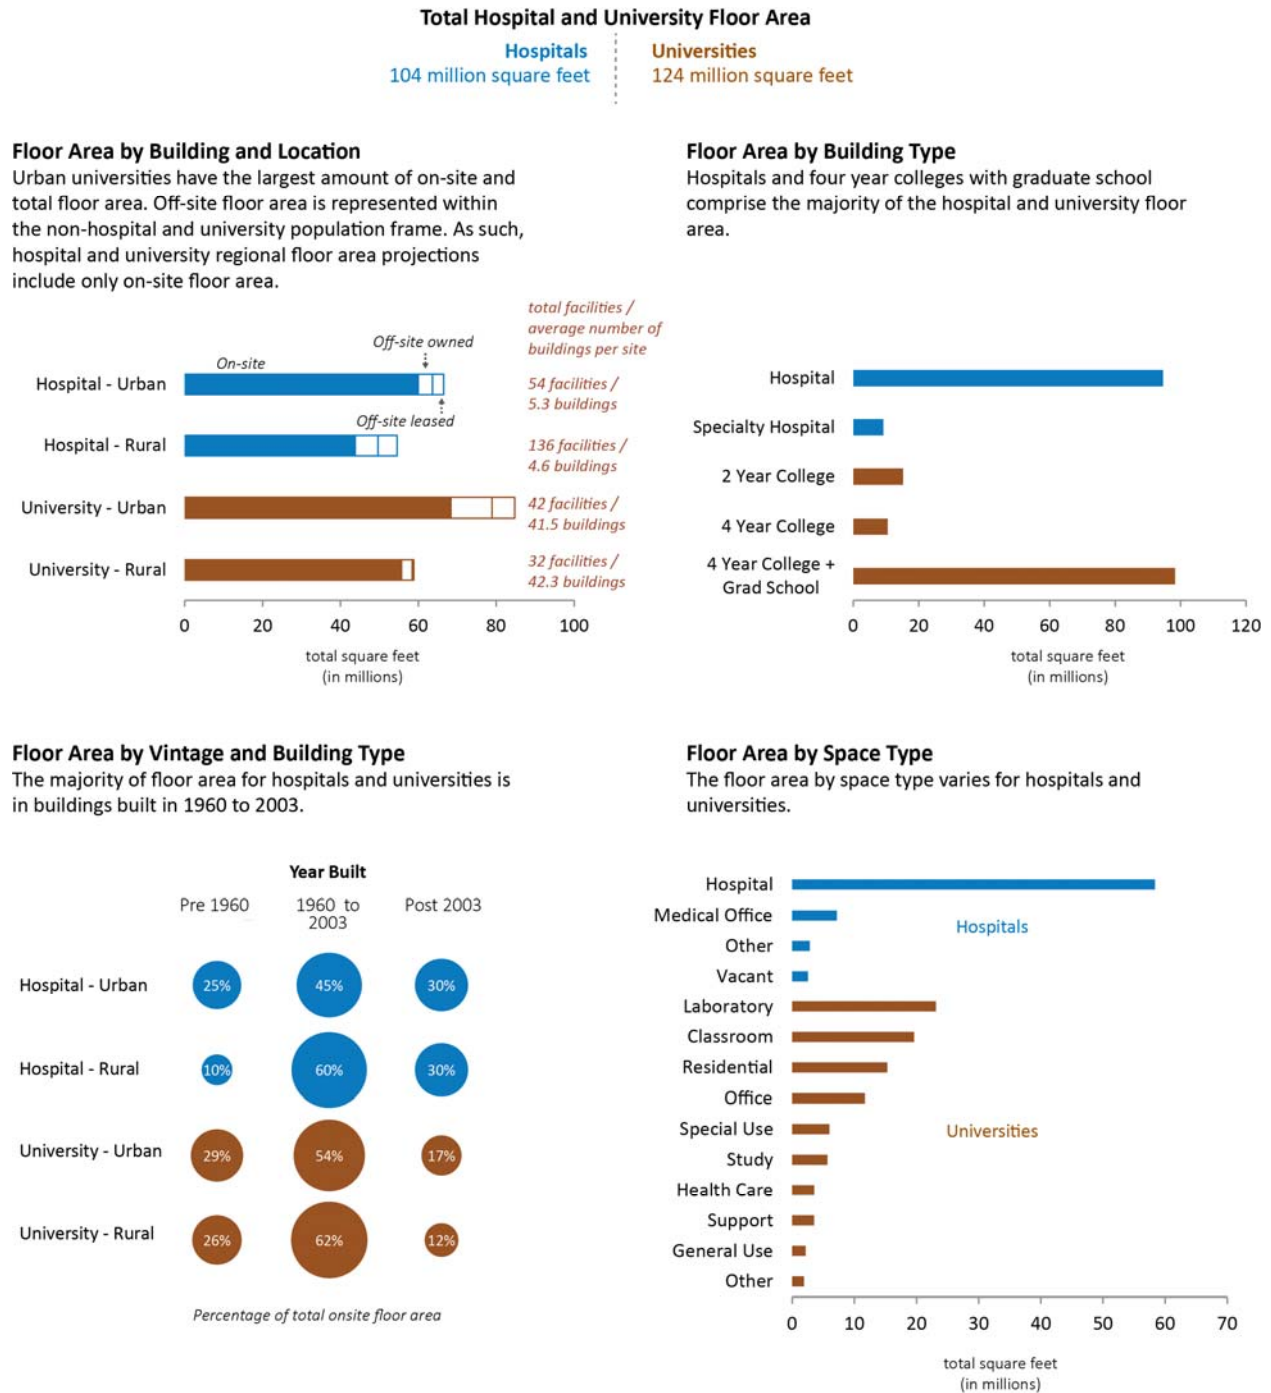 Total Hospital and University Floor Area
Hospitals
104 million square feet
Universities
124 million square feet
Floor Area by Building and Location
Urban universities have the largest amount of on-site and
total floor area. Off-site floor area is represented within
the non-hospital and university population frame. As such,
hospital and university regional floor area projections
include only on-site floor area.
total facilities /
average number of
buildings per site
Off-site owned
On-site
Hospital - Urban
54 facilities /
5.3 buildings
Off-site leased
Hospital - Rural
136 facilities /
4.6 buildings
University - Urban
42 facilities /
41.5 buildings
University - Rural
32 facilities /
42.3 buildings
0 20 40 60 80 100
total square feet
(in millions)
Floor Area by Building Type
Hospitals and four year colleges with graduate school
comprise the majority of the hospital and university floor
area.
Hospital
Specialty Hospital
2 Year College
4 Year College
4 Year College +
Grad School
0 20 40 60 80 100 120
total square feet
(in millions)
Floor Area by Vintage and Building Type
The majority of floor area for hospitals and universities is
in buildings built in 1960 to 2003.
Year Built
Pre 1960
1960 to
2003
Post 2003
Hospital - Urban 25% 45% 30%
Hospital - Rural 10% 60% 30%
University - Urban 29% 54% 17%
University - Rural 26% 62% 12%
Percentage of total onsite floor area
Floor Area by Space Type
The floor area by space type varies for hospitals and
universities.
Hospital
Medical Office
Hospitals
Other
Vacant
Laboratory
Classroom
Residential
Office
Special Use
Universities
Study
Health Care
Support
General Use
Other
0 10 20 30 40 50 60 70
total square feet
(in millions)